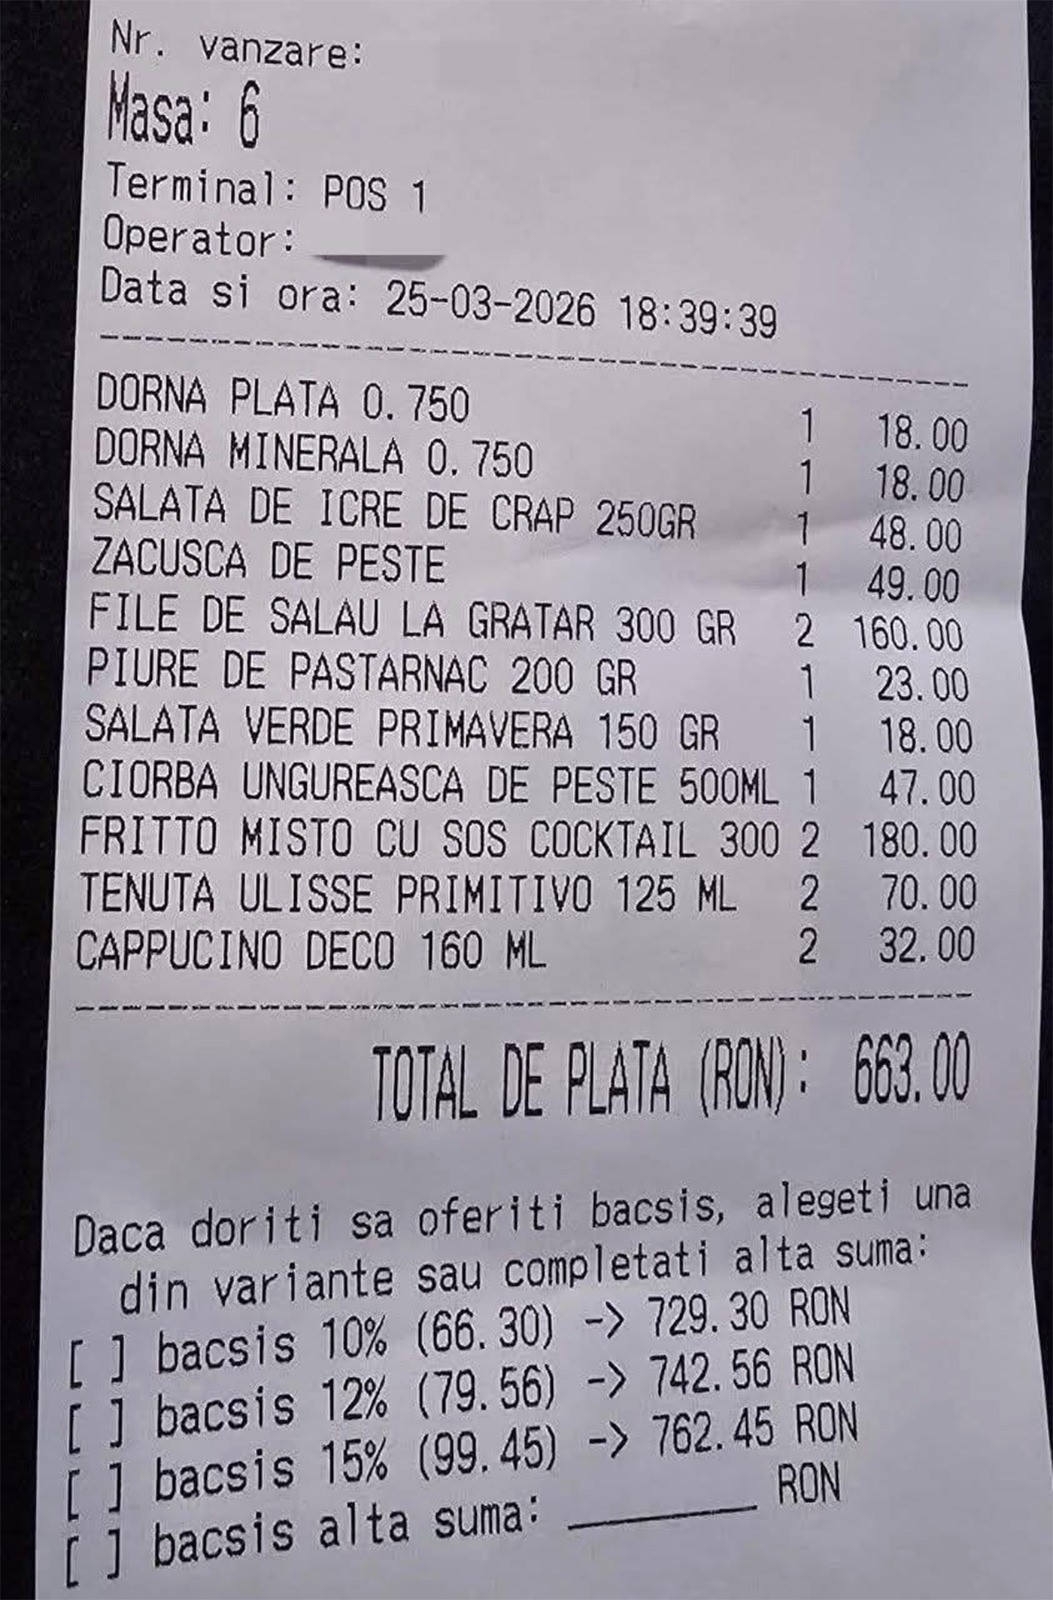 Nr. vanzare:
Masa: 6
Terminal: POS 1
Operator:
Data si ora: 25-03-2026 18:39:39
DORNA PLATA 0.750 1 18.00
DORNA MINERALA 0.750 1 18.00
SALATA DE ICRE DE CRAP 250GR 1 48.00
ZACUSCA DE PESTE 1 49.00
FILE DE SALAU LA GRATAR 300 GR 2 160.00
PIURE DE PASTARNAC 200 GR 1 23.00
SALATA VERDE PRIMAVERA 150 GR 1 18.00
CIORBA UNGUREASCA DE PESTE 500ML 1 47.00
FRITTO MISTO CU SOS COCKTAIL 300 2 180.00
TENUTA ULISSE PRIMITIVO 125 ML 2 70.00
CAPPUCINO DECO 160 ML 2 32.00
TOTAL DE PLATA (RON): 663.00
Daca doriti sa oferiti bacsis, alegeti una
din variante sau completati alta suma:
[ ] bacsis 10% (66.30) -> 729.30 RON
[ ] bacsis 12% (79.56) -> 742.56 RON
[ ] bacsis 15% (99.45) -> 762.45 RON
[ ] bacsis alta suma: ________ RON